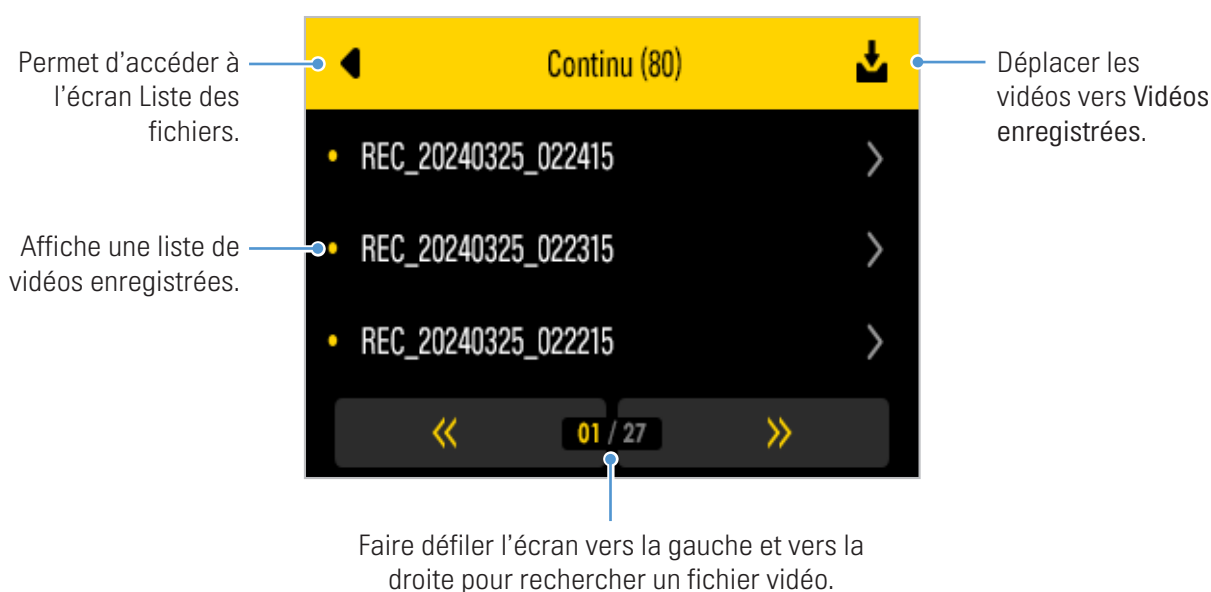 Permet d'accéder à
l'écran Liste des
fichiers.
Continu (80)
Déplacer les
vidéos vers Vidéos
enregistrées.
REC_20240325_022415
Affiche une liste de
vidéos enregistrées.
REC_20240325_022315
REC_20240325_022215
01 / 27
Faire défiler l'écran vers la gauche et vers la
droite pour rechercher un fichier vidéo.